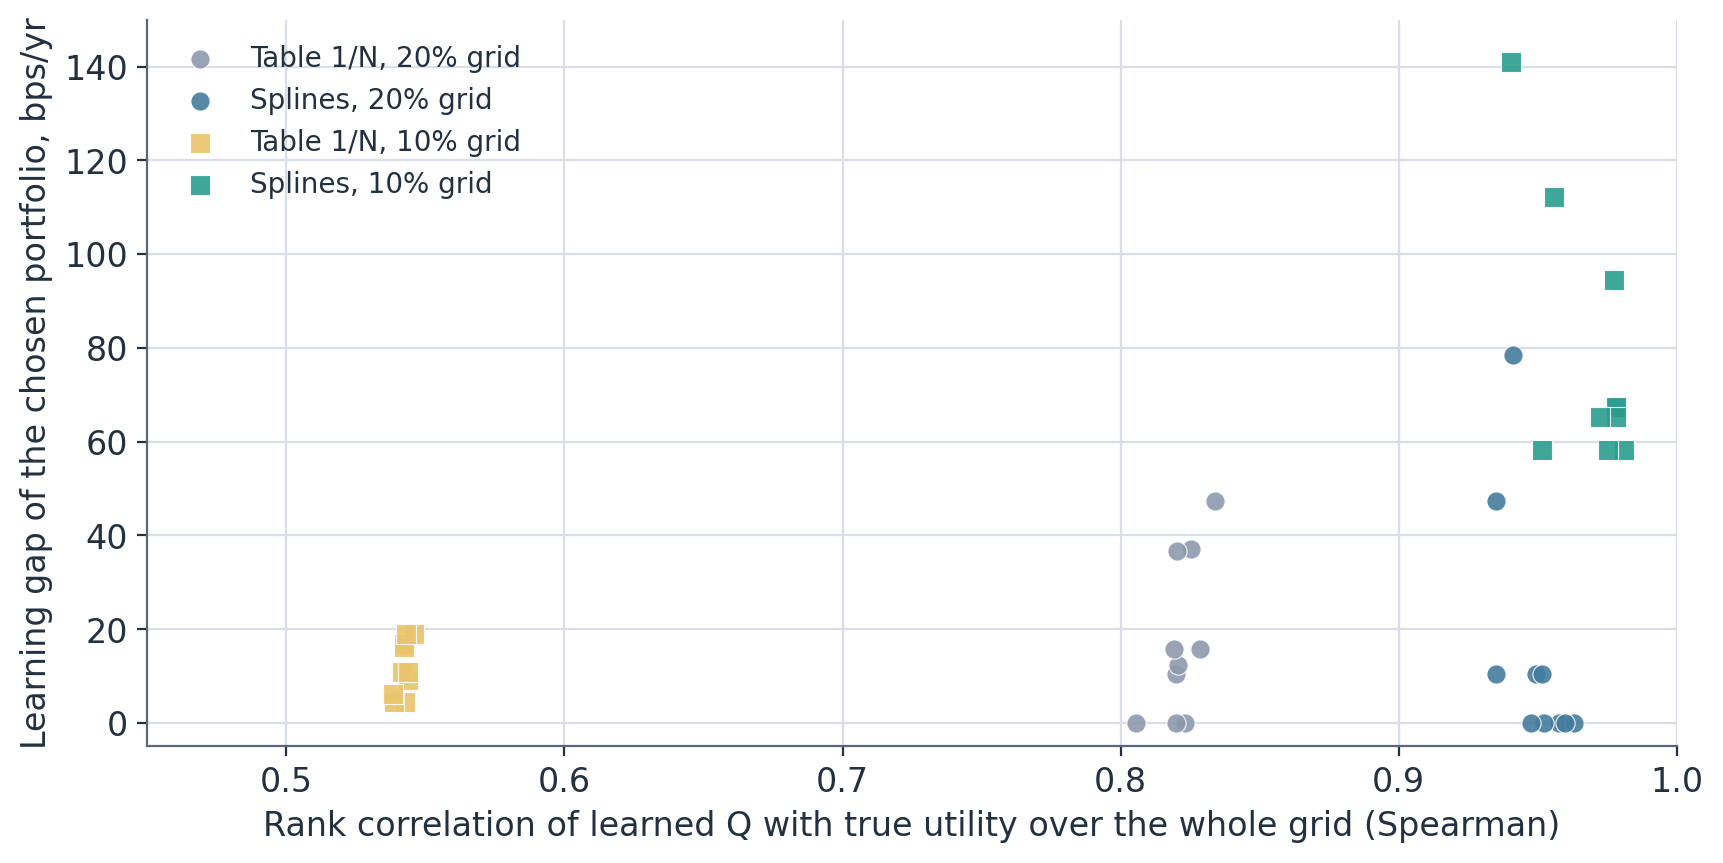 Learning gap of the chosen portfolio, bps/yr
140
120
100
80
60
40
20
0
Table 1/N, 20% grid
Splines, 20% grid
Table 1/N, 10% grid
Splines, 10% grid
0.5 0.6 0.7 0.8 0.9 1.0
Rank correlation of learned Q with true utility over the whole grid (Spearman)